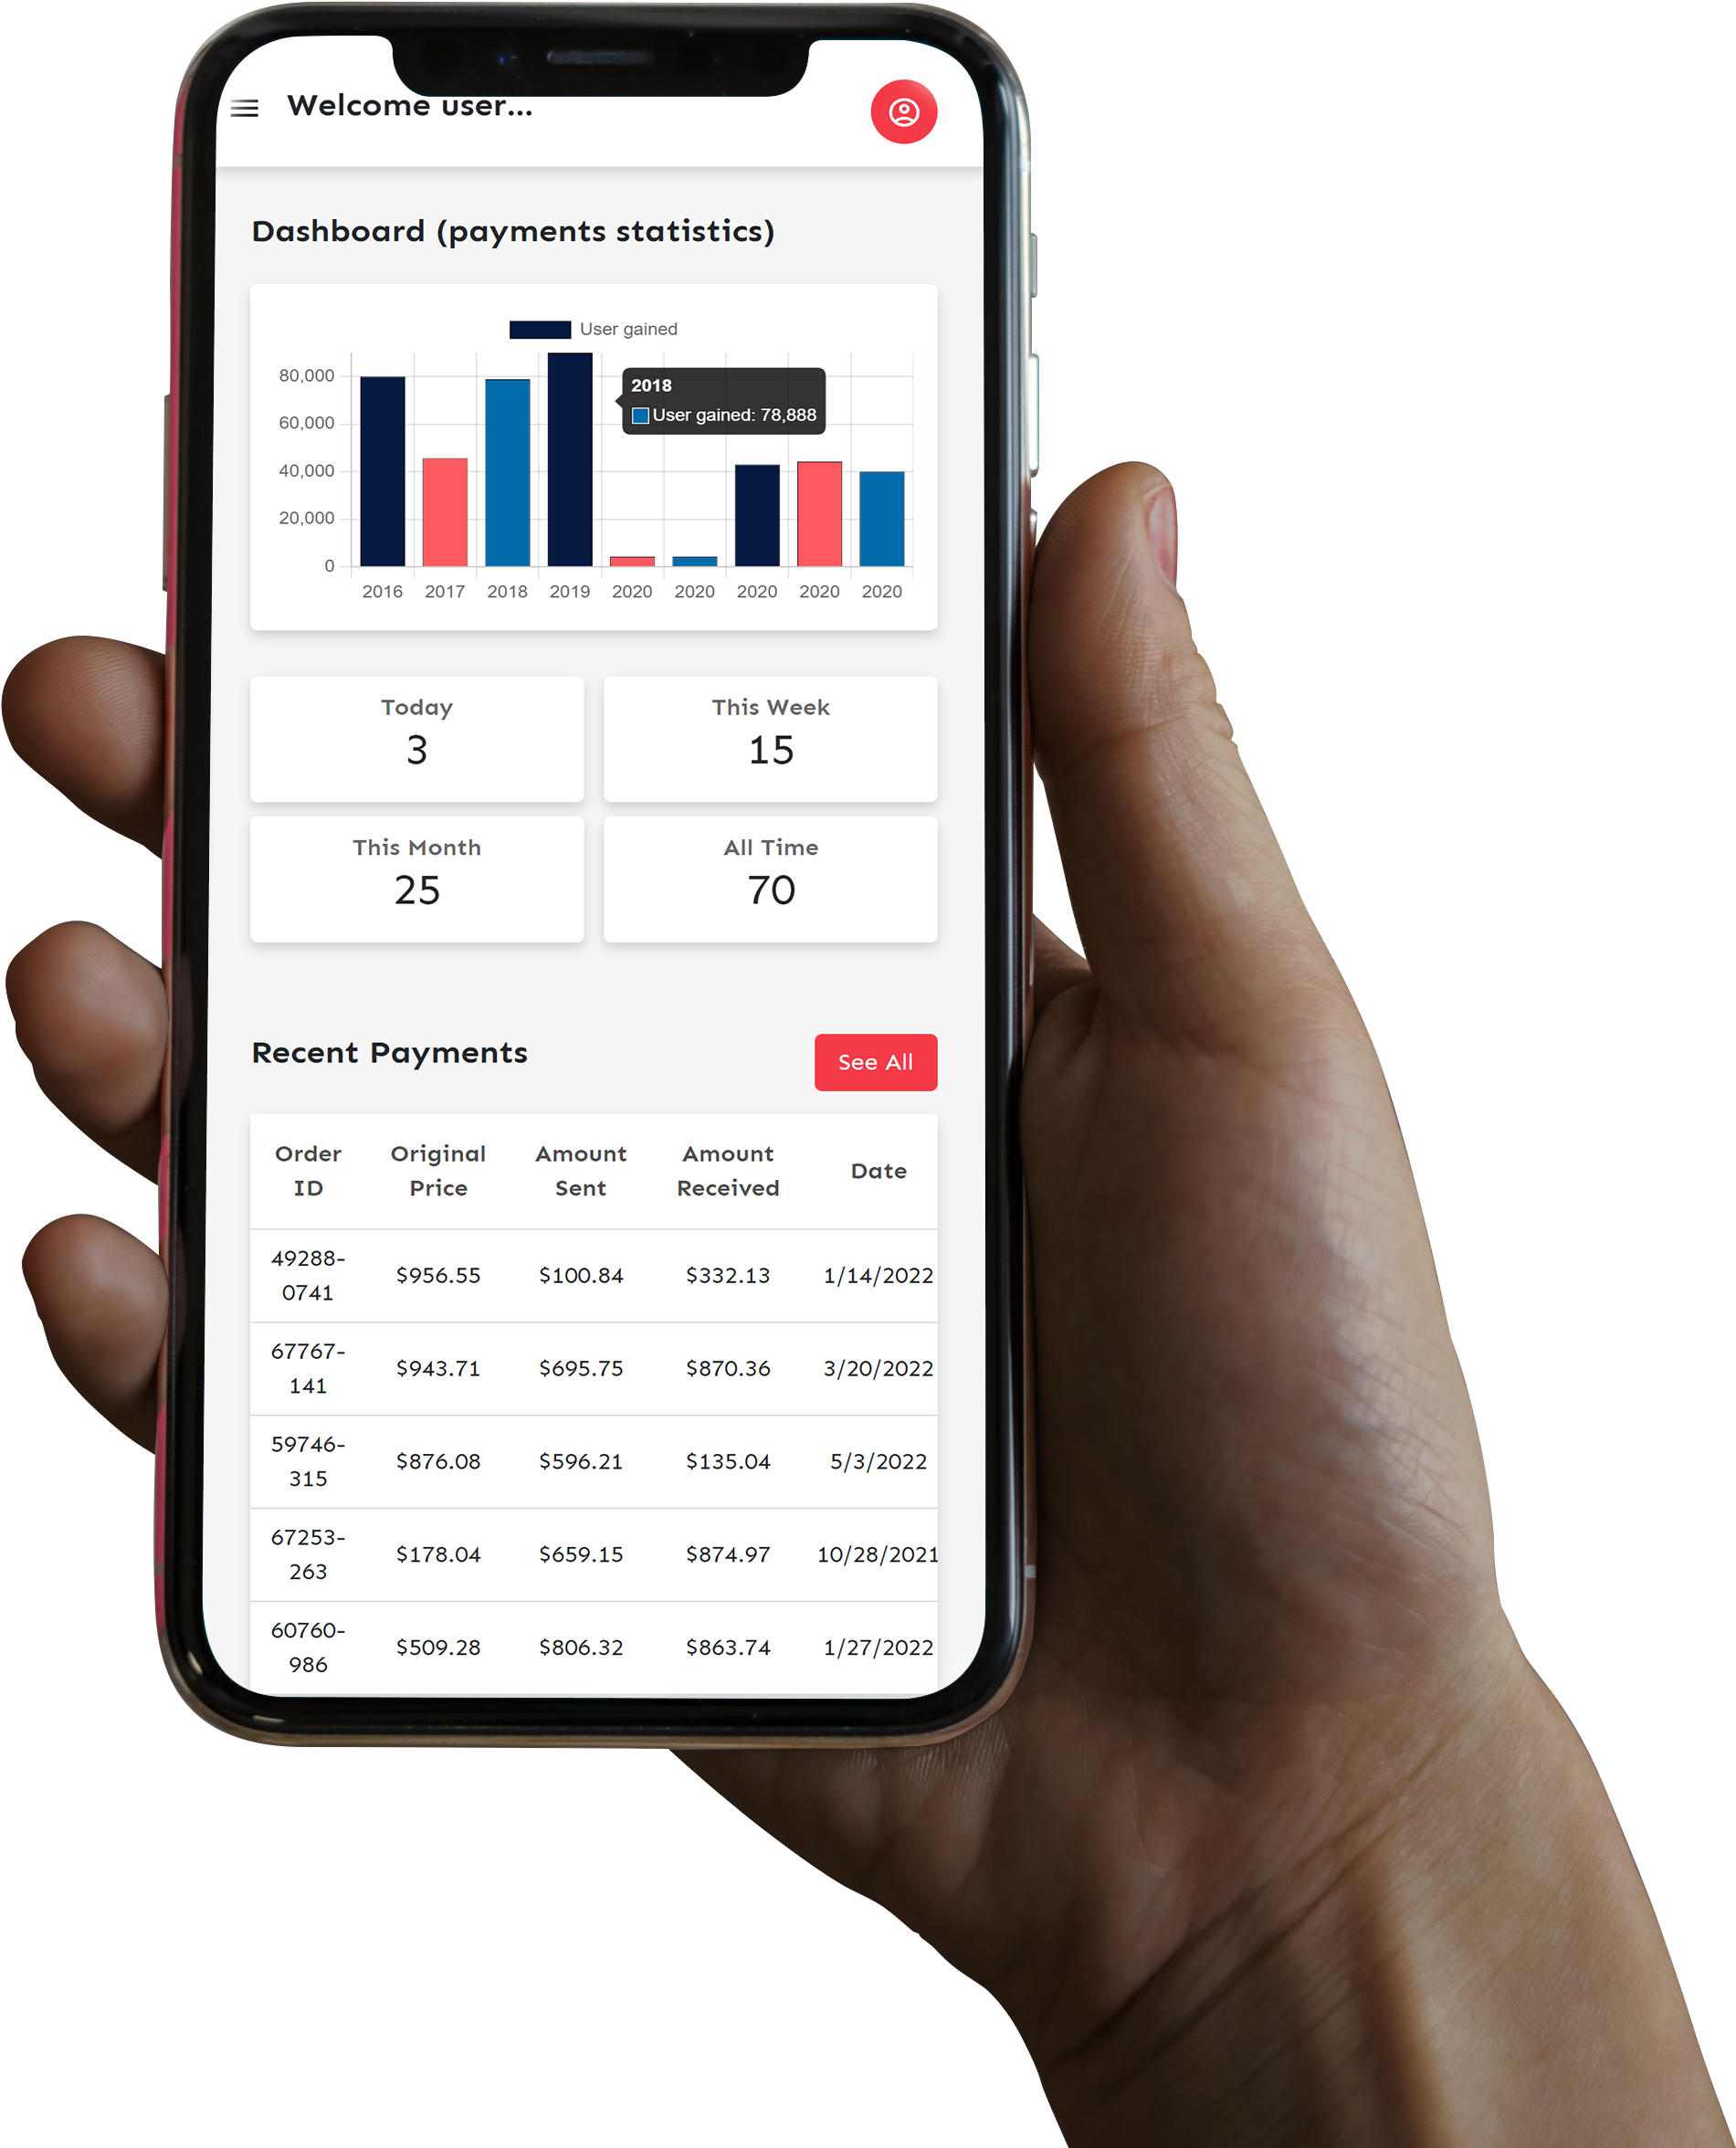 Welcome user...
Dashboard (payments statistics)
User gained
80,000
60,000
40,000
20,000
0
2018
User gained: 78,888
2016 2017 2018 2019 2020 2020 2020 2020 2020
Today
3
This Week
15
This Month
25
All Time
70
Recent Payments
See All
Order ID Original Price Amount Sent Amount Received Date
49288-0741 $956.55 $100.84 $332.13 1/14/2022
67767-141 $943.71 $695.75 $870.36 3/20/2022
59746-315 $876.08 $596.21 $135.04 5/3/2022
67253-263 $178.04 $659.15 $874.97 10/28/2021
60760-986 $509.28 $806.32 $863.74 1/27/2022